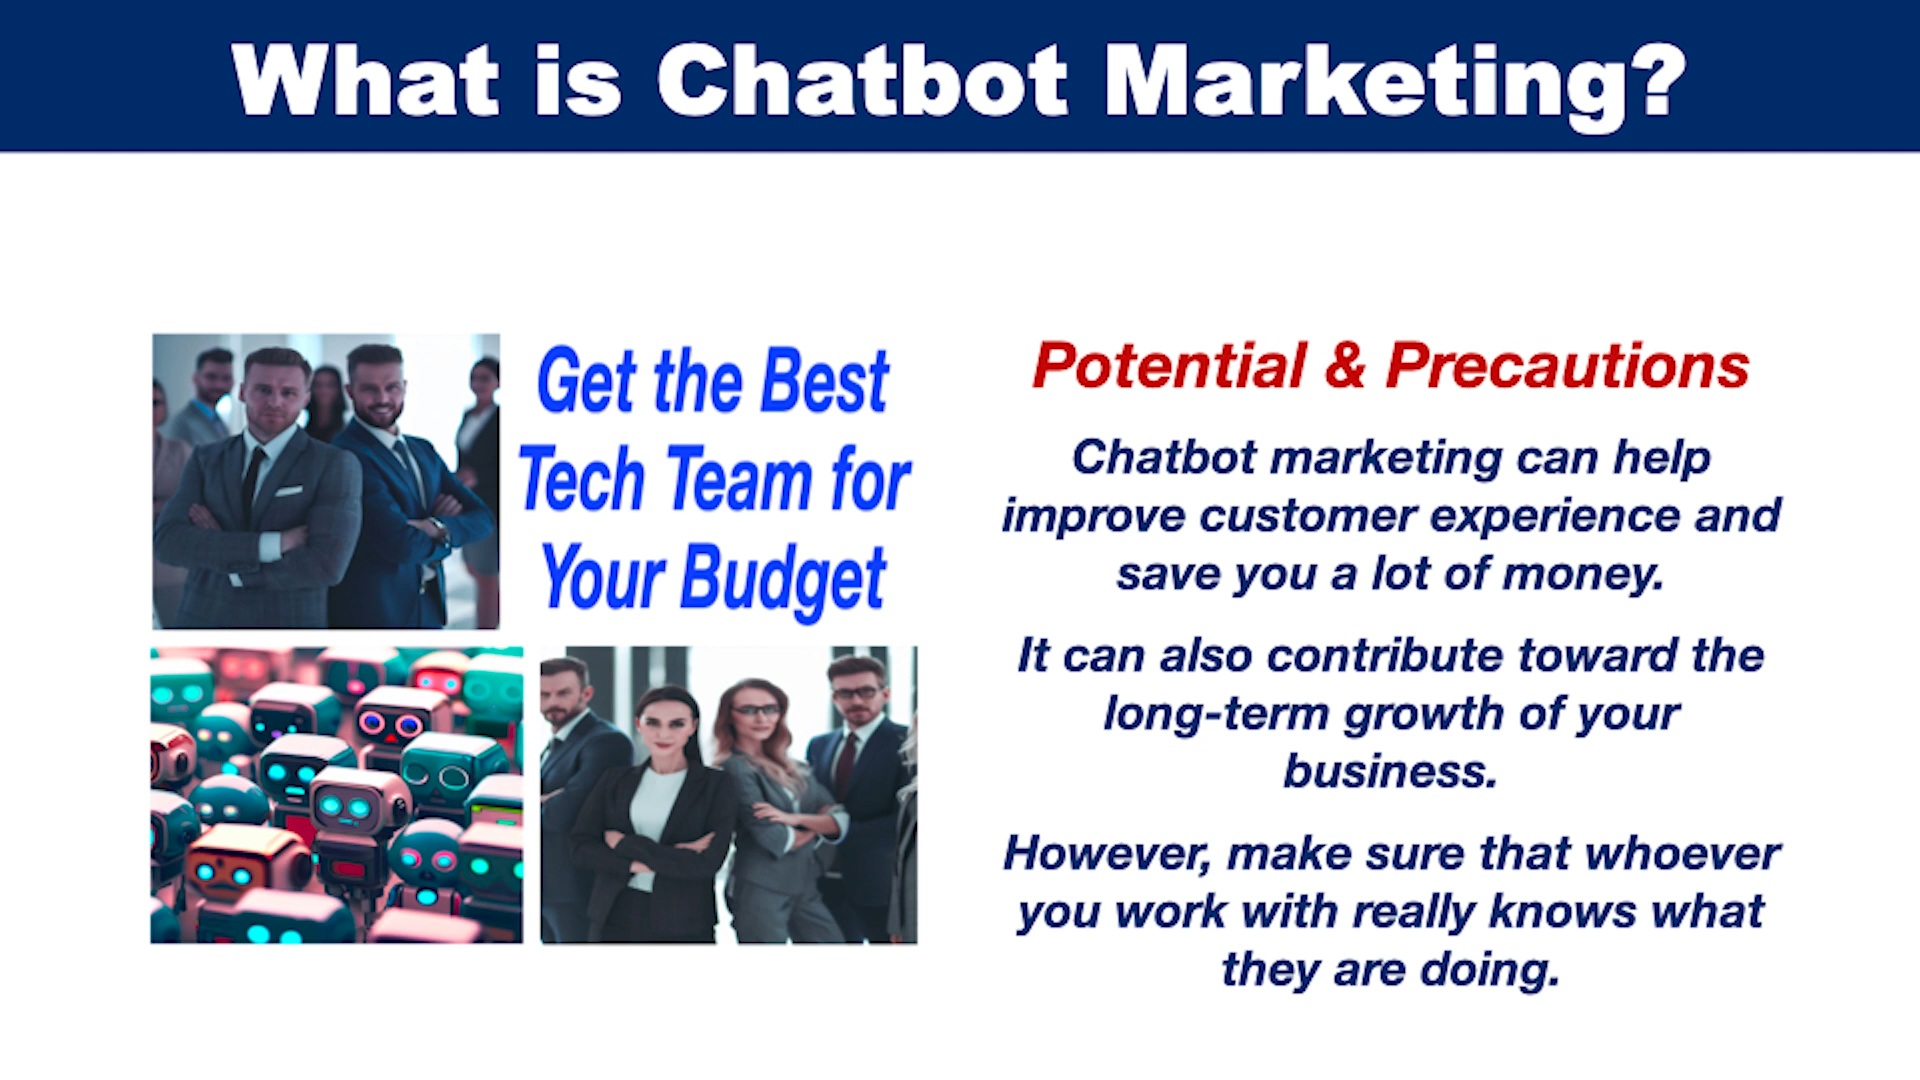 What is Chatbot Marketing?
Get the Best
Tech Team for
Your Budget
Potential & Precautions
Chatbot marketing can help
improve customer experience and
save you a lot of money.
It can also contribute toward the
long-term growth of your
business.
However, make sure that whoever
you work with really knows what
they are doing.